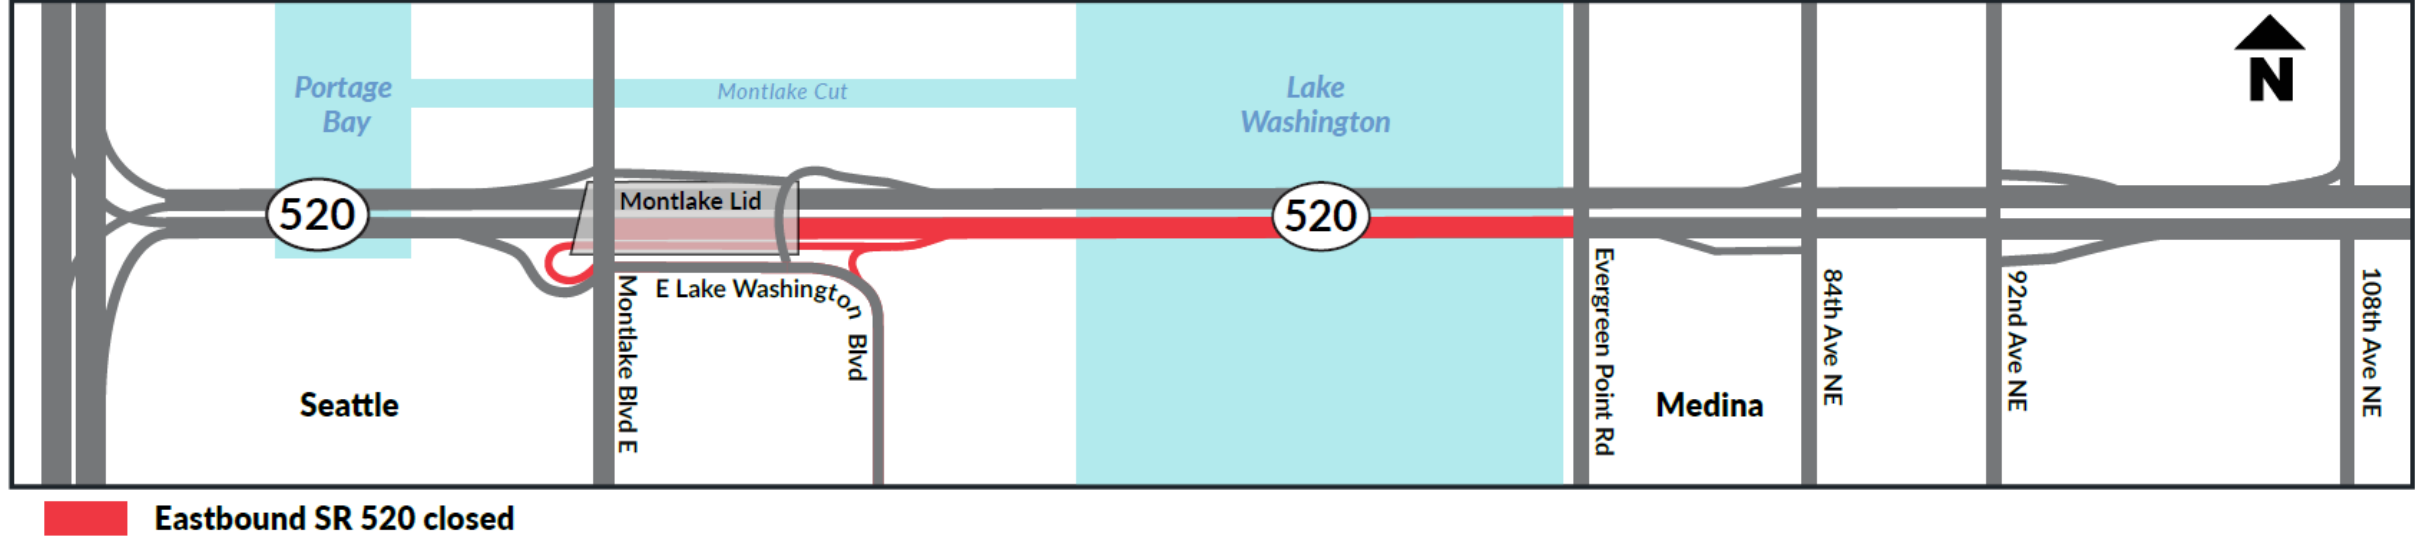 Portage
Bay
Montlake Cut
Lake
Washington
N
520
Montlake Lid
520
E Lake Washington Blvd
Montlake Blvd E
Evergreen Point Rd
84th Ave NE
92nd Ave NE
108th Ave NE
Seattle
Medina
Eastbound SR 520 closed